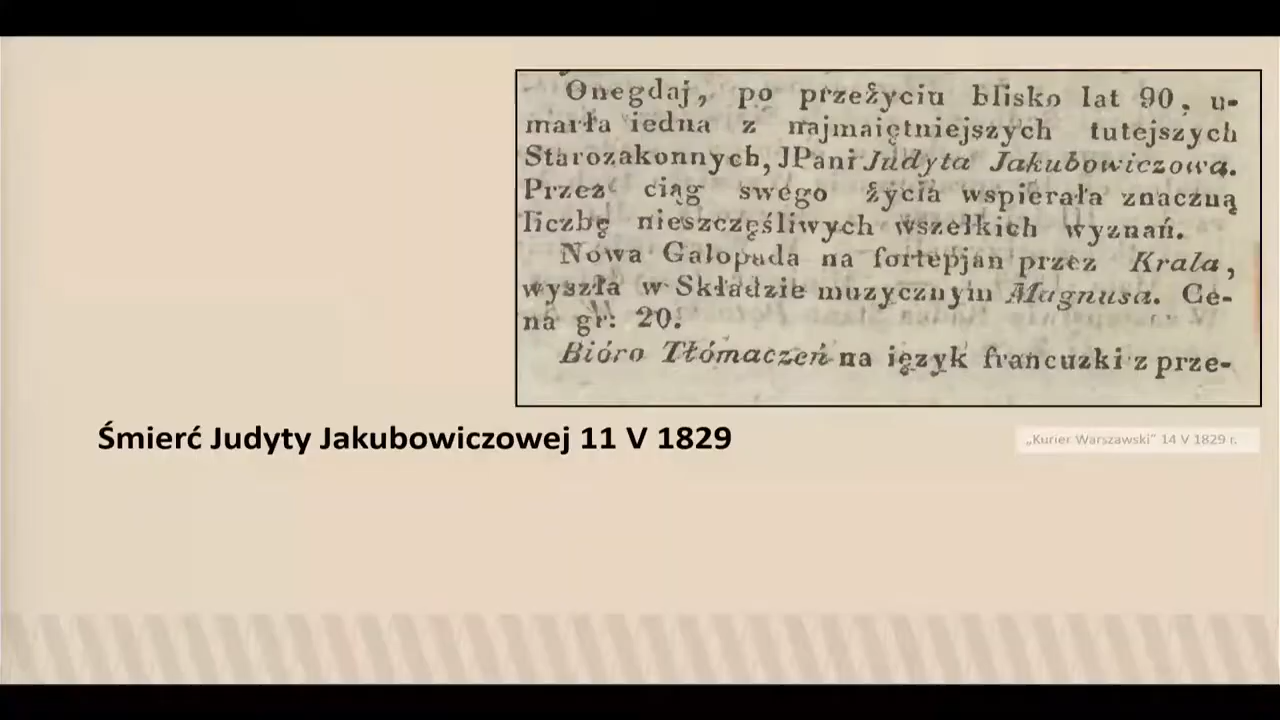 Onegdaj, po przeżyciu blisko lat 90, u-
marła iedna z najmaiętniejszych tutejszych
Starozakonnych, JPani Judyta Jakubowiczowa.
Przez ciąg swego życia wspierała znaczną
liczbę nieszczęśliwych wszelkich wyznań.
Nowa Galopada na fortepjan przez Krala,
wyszła w Składzie muzycznym Magnusa. Ce-
na gr: 20.
Bióro Tłómaczeń na ięzyk francuzki z prze-
Śmierć Judyty Jakubowiczowej 11 V 1829
„Kurier Warszawski” 14 V 1829 r.